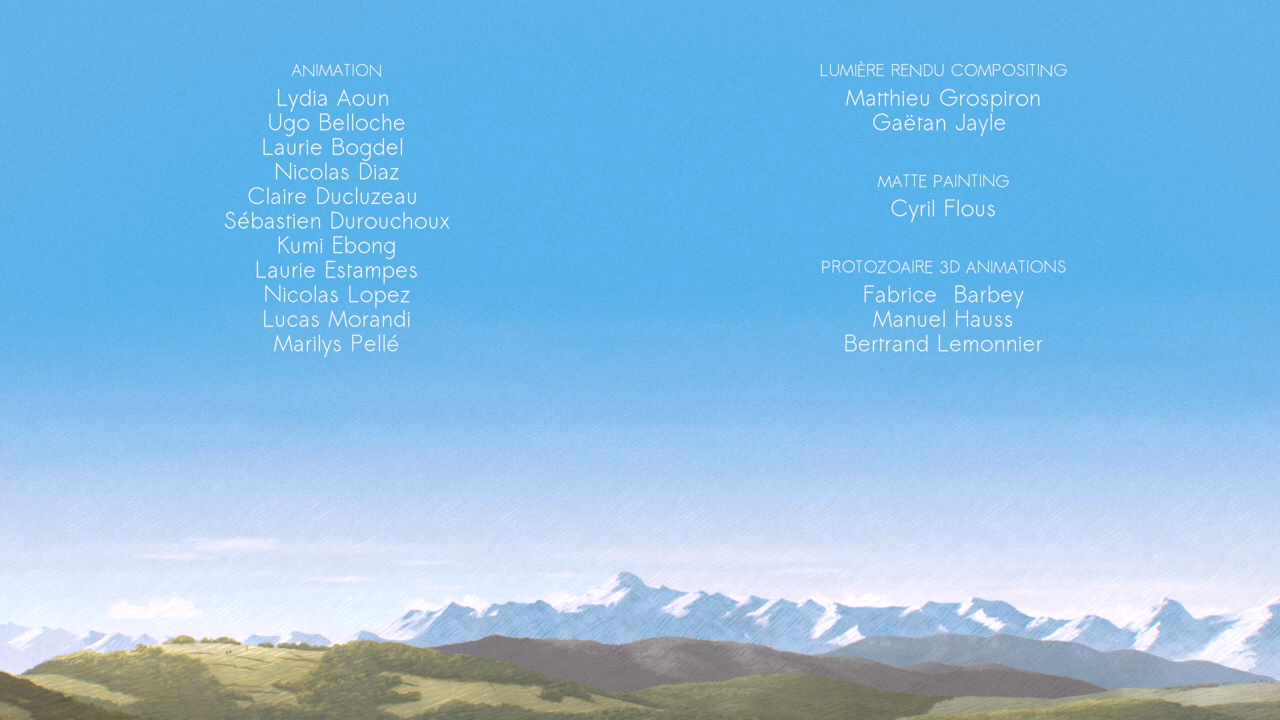 ANIMATION
Lydia Aoun
Ugo Belloche
Laurie Bogdel
Nicolas Diaz
Claire Ducluzeau
Sébastien Durouchoux
Kumi Ebong
Laurie Estampes
Nicolas Lopez
Lucas Morandi
Marilys Pellé
LUMIÈRE RENDU COMPOSITING
Matthieu Grospiron
Gaëtan Jayle
MATTE PAINTING
Cyril Flous
PROTOZOAIRE 3D ANIMATIONS
Fabrice Barbey
Manuel Hauss
Bertrand Lemonnier